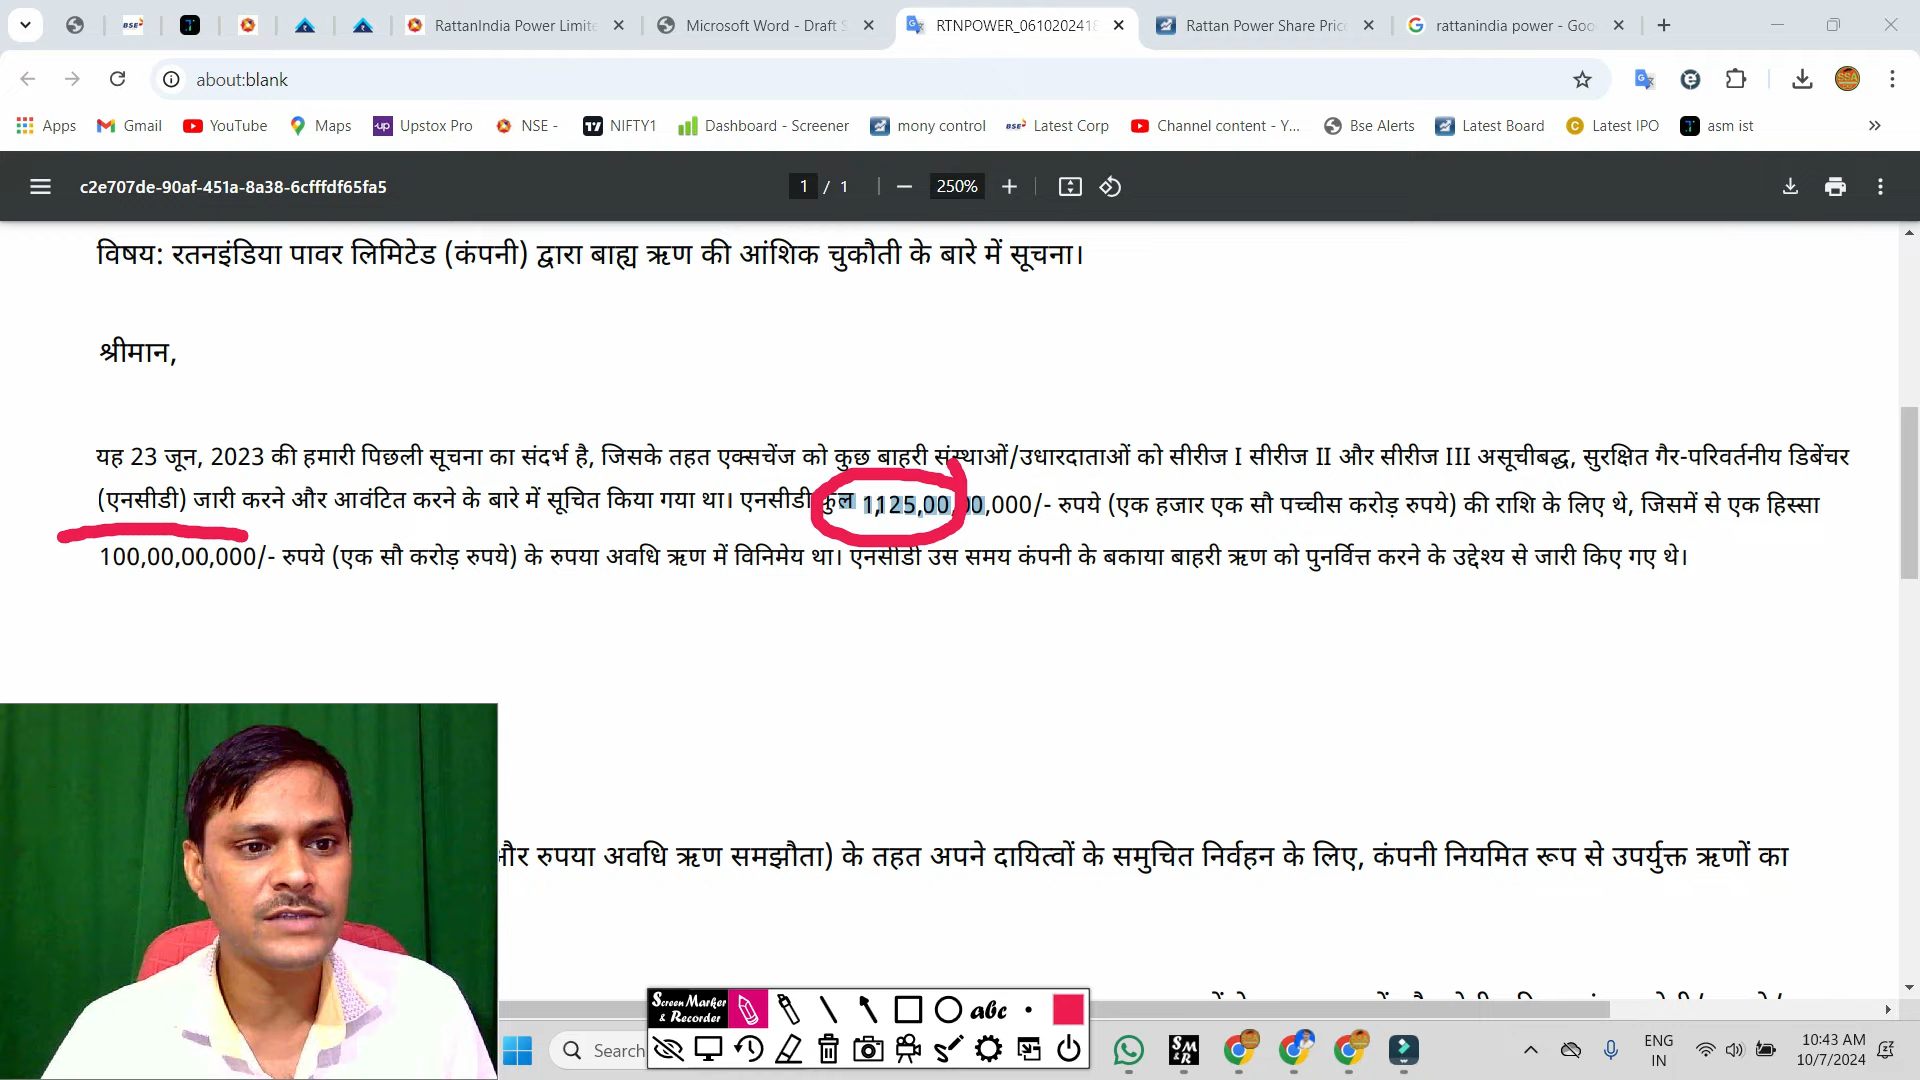 RattanIndia Power Limite
Microsoft Word - Draft S
RTNPOWER_0610202418
Rattan Power Share Price
rattanindia power - Goo
about:blank
Apps
Gmail
YouTube
Maps
up Upstox Pro
NSE -
NIFTY1
Dashboard - Screener
mony control
BSE Latest Corp
Channel content - Y...
Bse Alerts
Latest Board
Latest IPO
asm ist
c2e707de-90af-451a-8a38-6cfffdf65fa5
1 / 1
250%
विषय: रतनइंडिया पावर लिमिटेड (कंपनी) द्वारा बाह्य ऋण की आंशिक चुकौती के बारे में सूचना।
श्रीमान,
यह 23 जून, 2023 की हमारी पिछली सूचना का संदर्भ है, जिसके तहत एक्सचेंज को कुछ बाहरी संस्थाओं/उधारदाताओं को सीरीज I सीरीज II और सीरीज III असूचीबद्ध, सुरक्षित गैर-परिवर्तनीय डिबेंचर
(एनसीडी) जारी करने और आवंटित करने के बारे में सूचित किया गया था। एनसीडी कुल 1,125,00,00,000/- रुपये (एक हजार एक सौ पच्चीस करोड़ रुपये) की राशि के लिए थे, जिसमें से एक हिस्सा
100,00,00,000/- रुपये (एक सौ करोड़ रुपये) के रुपया अवधि ऋण में विनिमेय था। एनसीडी उस समय कंपनी के बकाया बाहरी ऋण को पुनर्वित्त करने के उद्देश्य से जारी किए गए थे।
और रुपया अवधि ऋण समझौता) के तहत अपने दायित्वों के समुचित निर्वहन के लिए, कंपनी नियमित रूप से उपर्युक्त ऋणों का
Screen Marker
& Recorder
abc
Search
SM
&R
ENG
IN
10:43 AM
10/7/2024